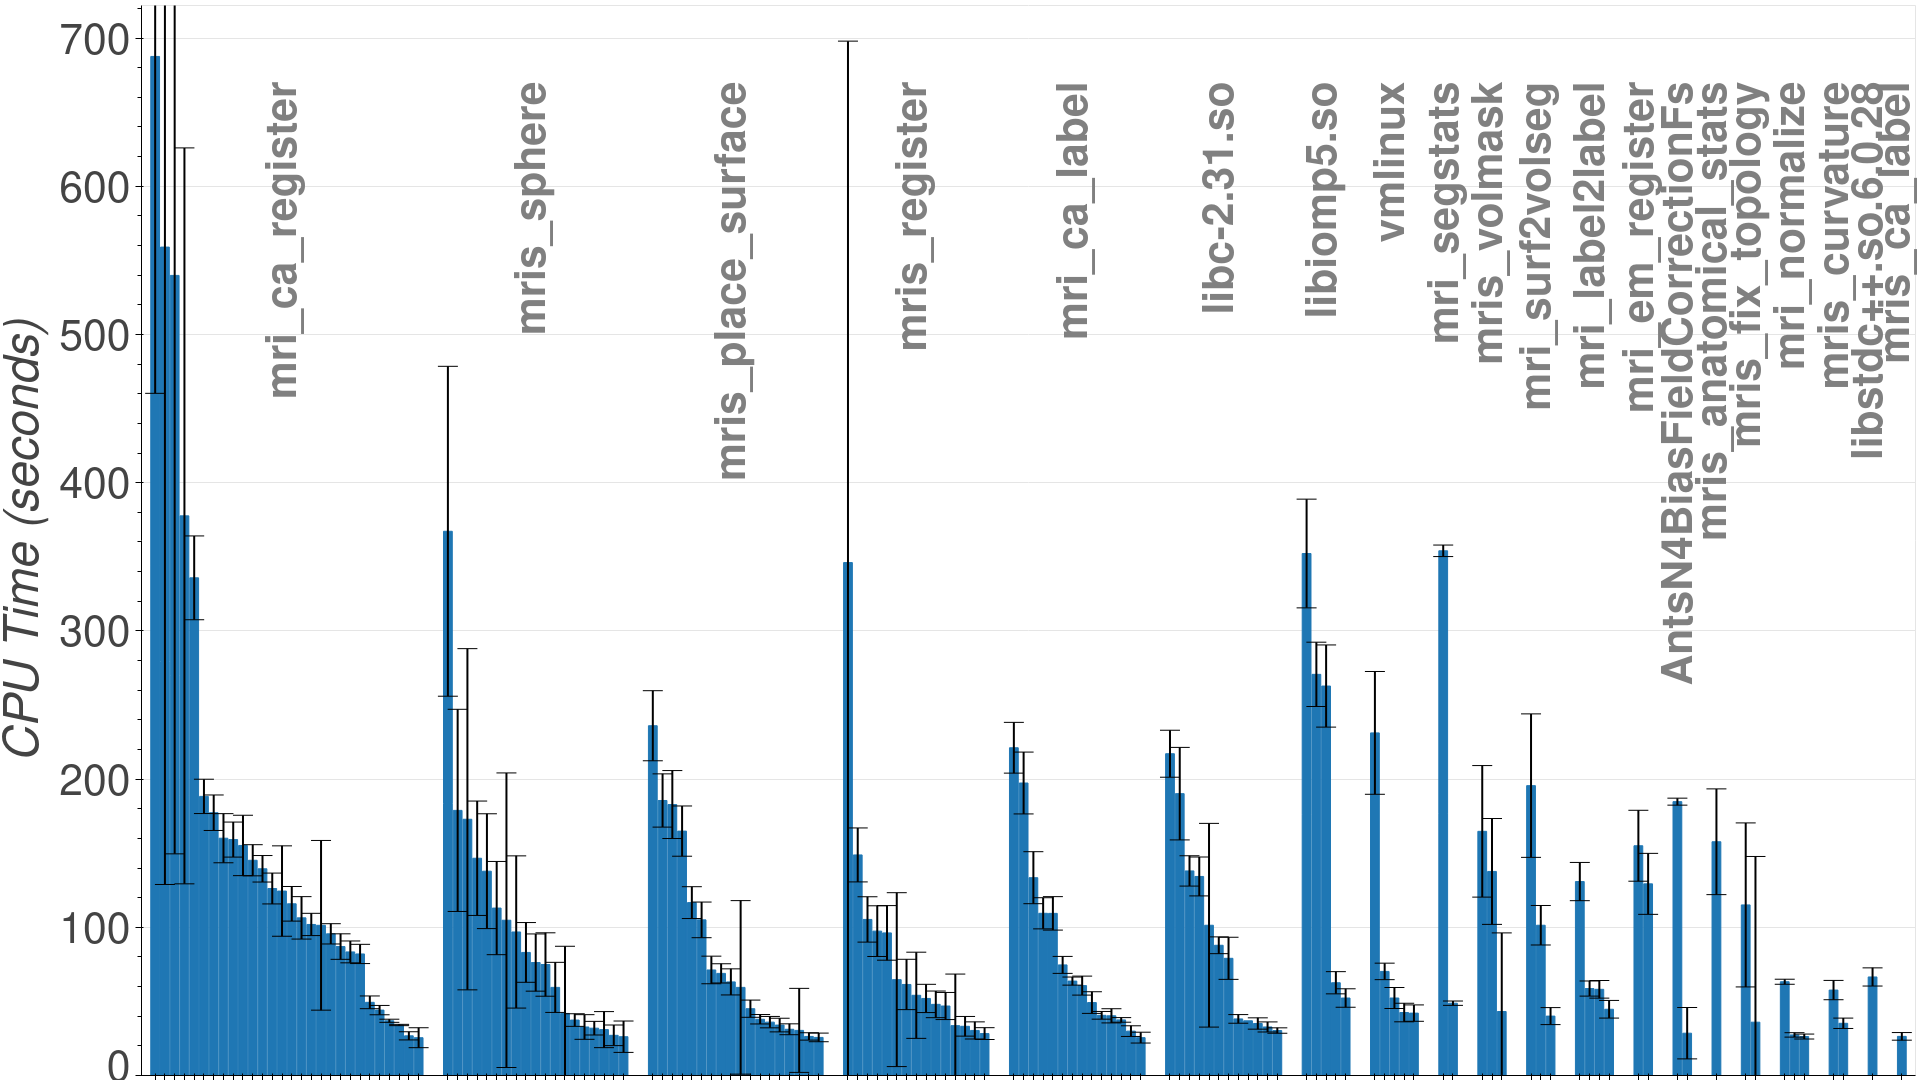 CPU Time (seconds)
700
600
500
400
300
200
100
0
mri_ca_register
mris_sphere
mris_place_surface
mris_register
mri_ca_label
libc-2.31.so
libiomp5.so
vmlinux
mri_segstats
mris_volmask
mri_surf2volseg
mri_label2label
mri_em_register
AntsN4BiasFieldCorrectionFs
mris_anatomical_stats
mris_fix_topology
mri_normalize
mris_curvature
libstdc++.so.6.0.28
mris_ca_label